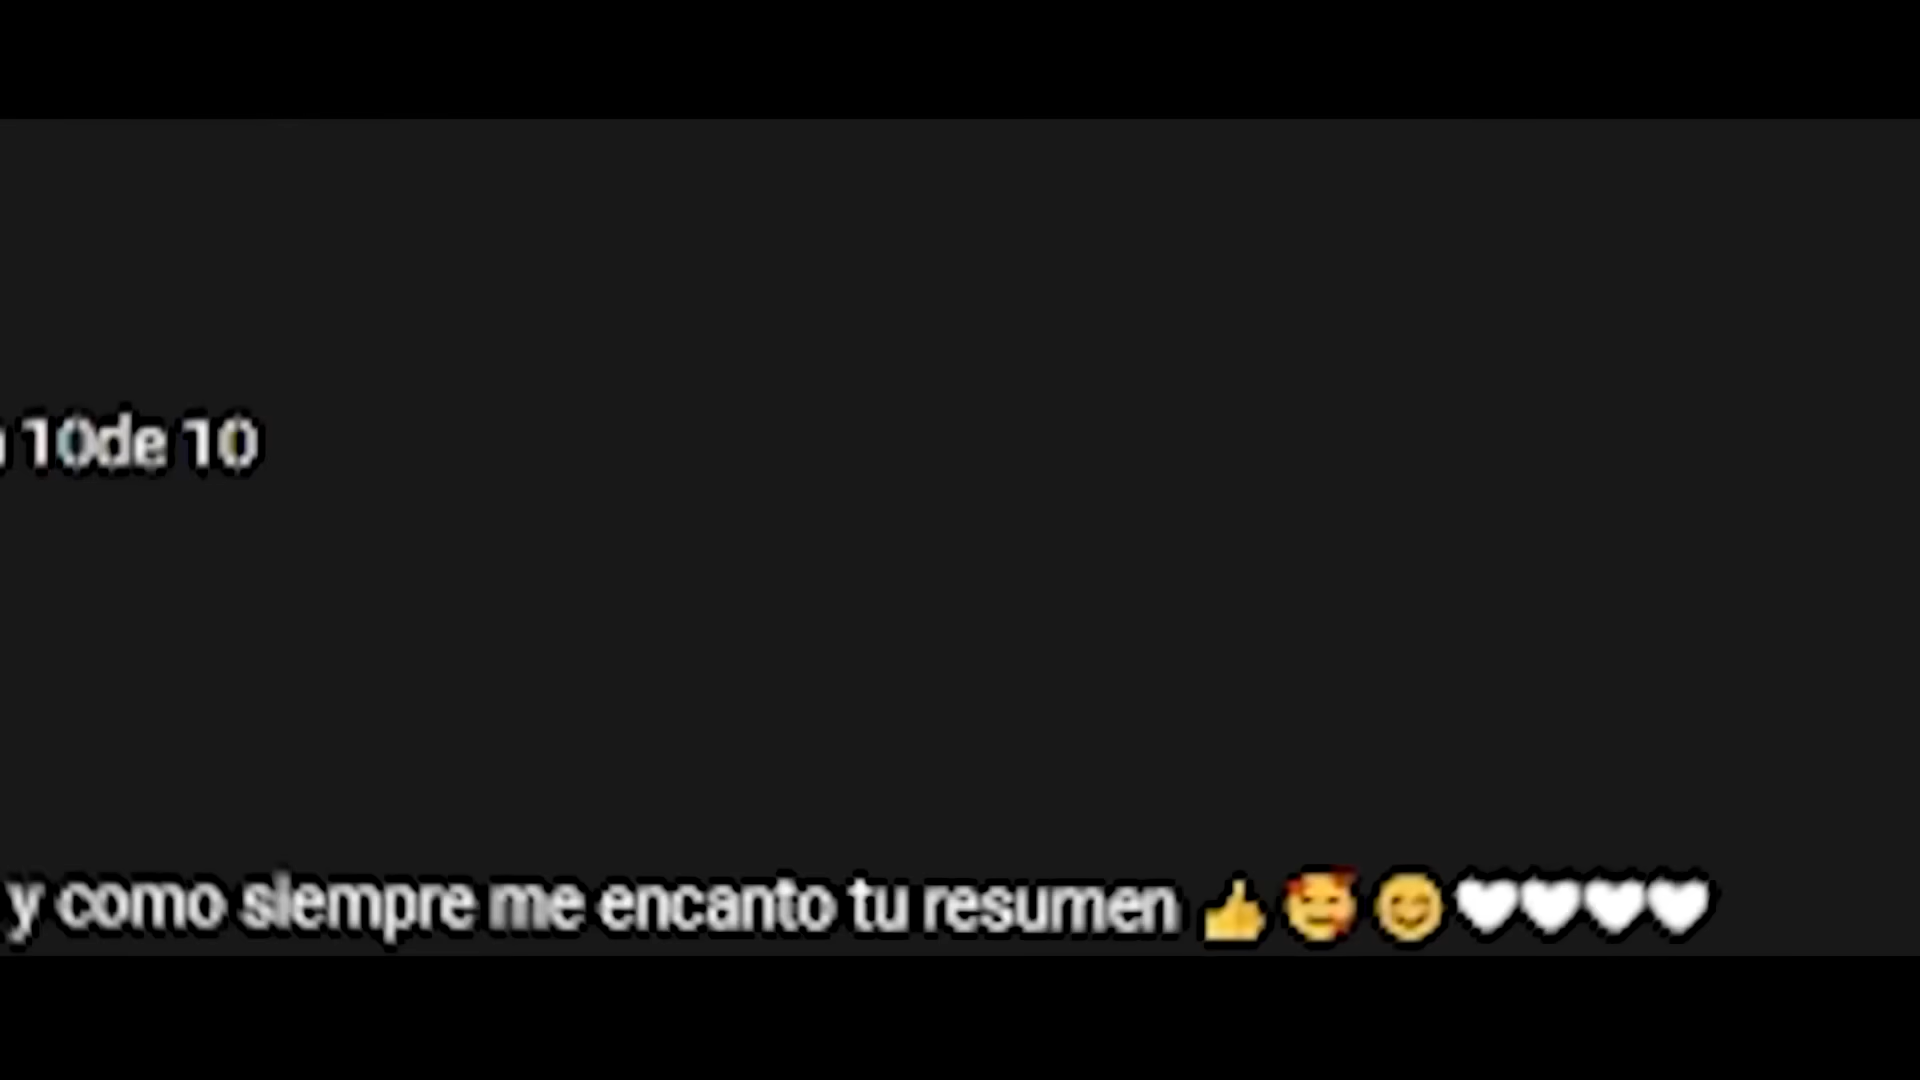 10de 10
y como siempre me encanto tu resumen 👍🥰😊🤍🤍🤍🤍